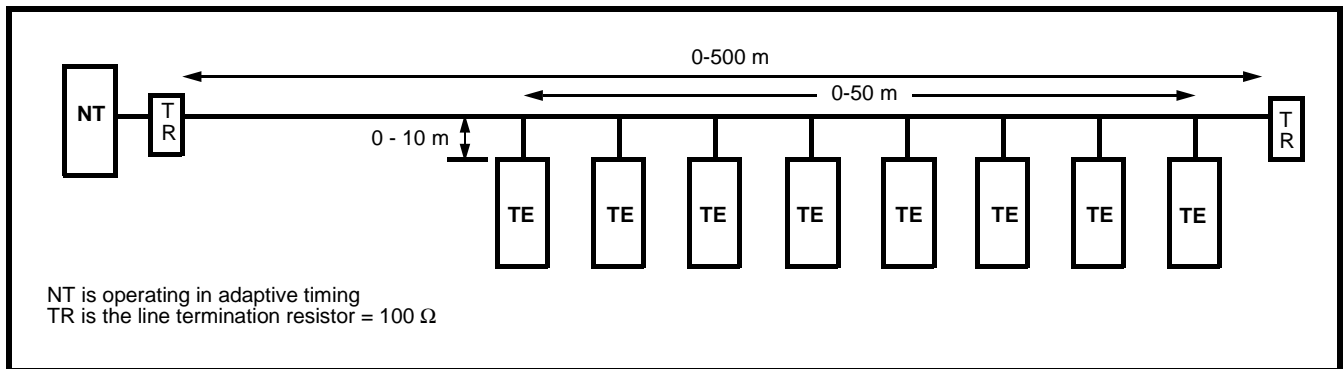 0-500 m
0-50 m
NT
T
R
0 - 10 m
T
R
TE
TE
TE
TE
TE
TE
TE
TE
NT is operating in adaptive timing
TR is the line termination resistor = 100 Ω